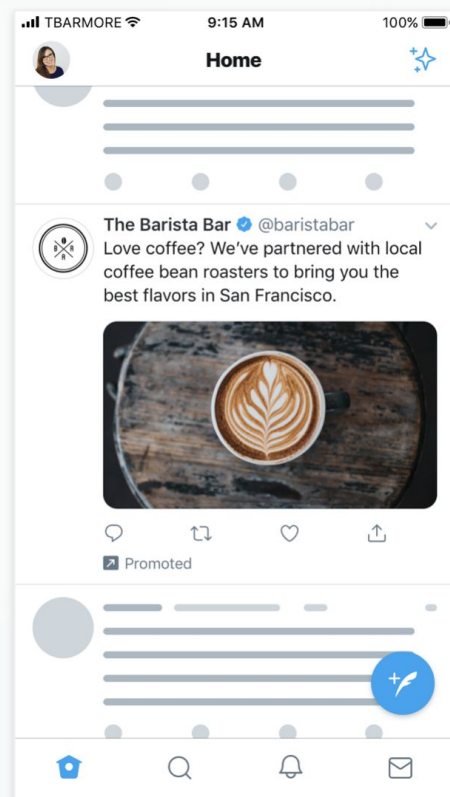 TBARMORE 9:15 AM 100%
Home
The Barista Bar @baristabar
Love coffee? We’ve partnered with local
coffee bean roasters to bring you the
best flavors in San Francisco.
B A R
A
Promoted